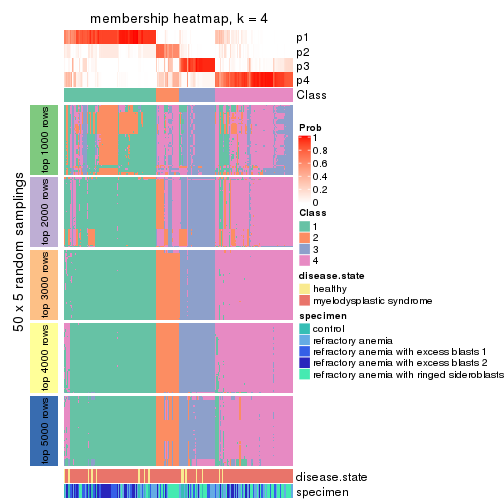 membership heatmap, k = 4
p1
p2
p3
p4
Class
50 x 5 random samplings
top 1000 rows
top 2000 rows
top 3000 rows
top 4000 rows
top 5000 rows
Prob
1
0.8
0.6
0.4
0.2
0
Class
1
2
3
4
disease.state
healthy
myelodysplastic syndrome
specimen
control
refractory anemia
refractory anemia with excess blasts 1
refractory anemia with excess blasts 2
refractory anemia with ringed sideroblasts
disease.state
specimen